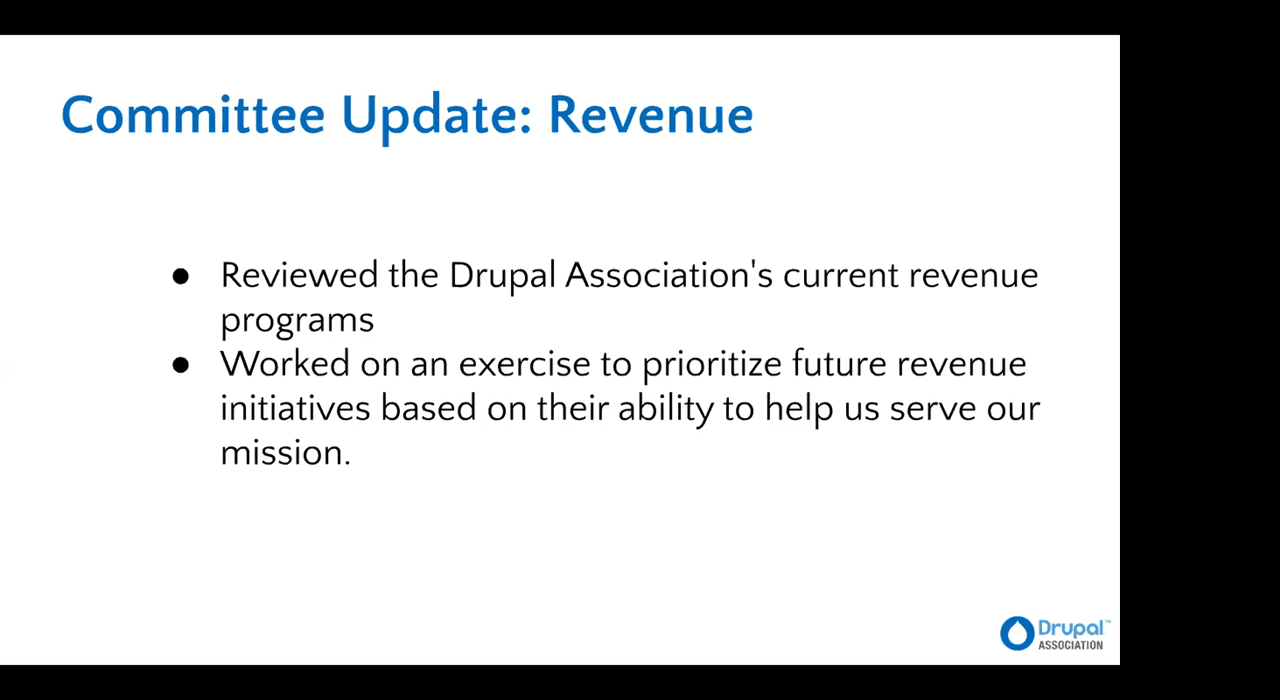 Committee Update: Revenue
● Reviewed the Drupal Association's current revenue
programs
● Worked on an exercise to prioritize future revenue
initiatives based on their ability to help us serve our
mission.
Drupal™
ASSOCIATION